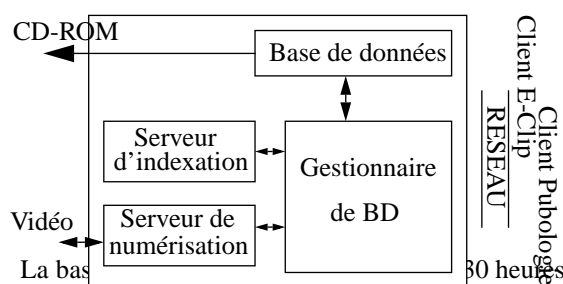 CD-ROM
Base de données
Serveur
d’indexation
Gestionnaire
de BD
Vidéo
Serveur de
numérisation
RESEAU
Client E-Clip
Client Pubologie
La bas
30 heures